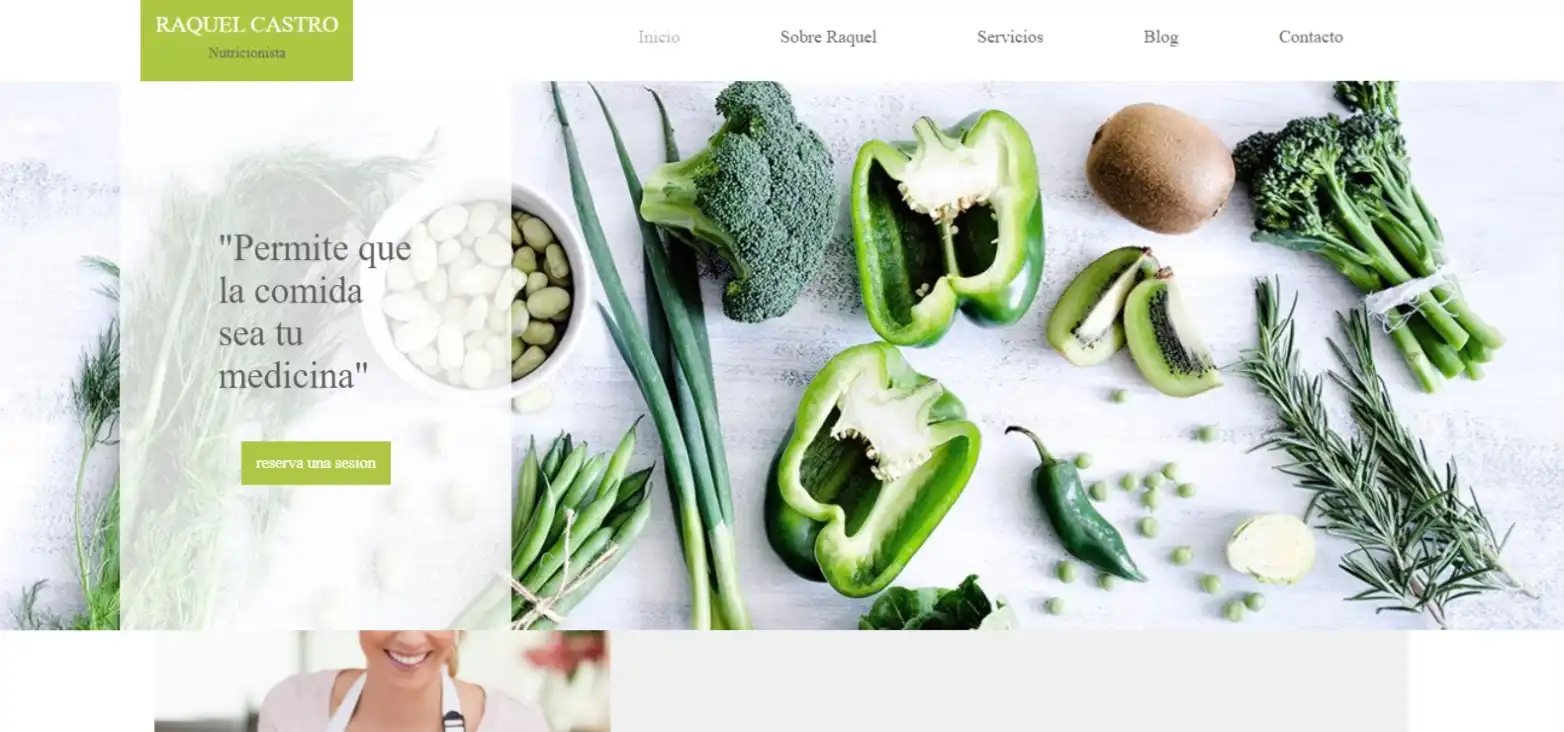 RAQUEL CASTRO
Nutricionista
Inicio
Sobre Raquel
Servicios
Blog
Contacto
"Permite que
la comida
sea tu
medicina"
reserva una sesion